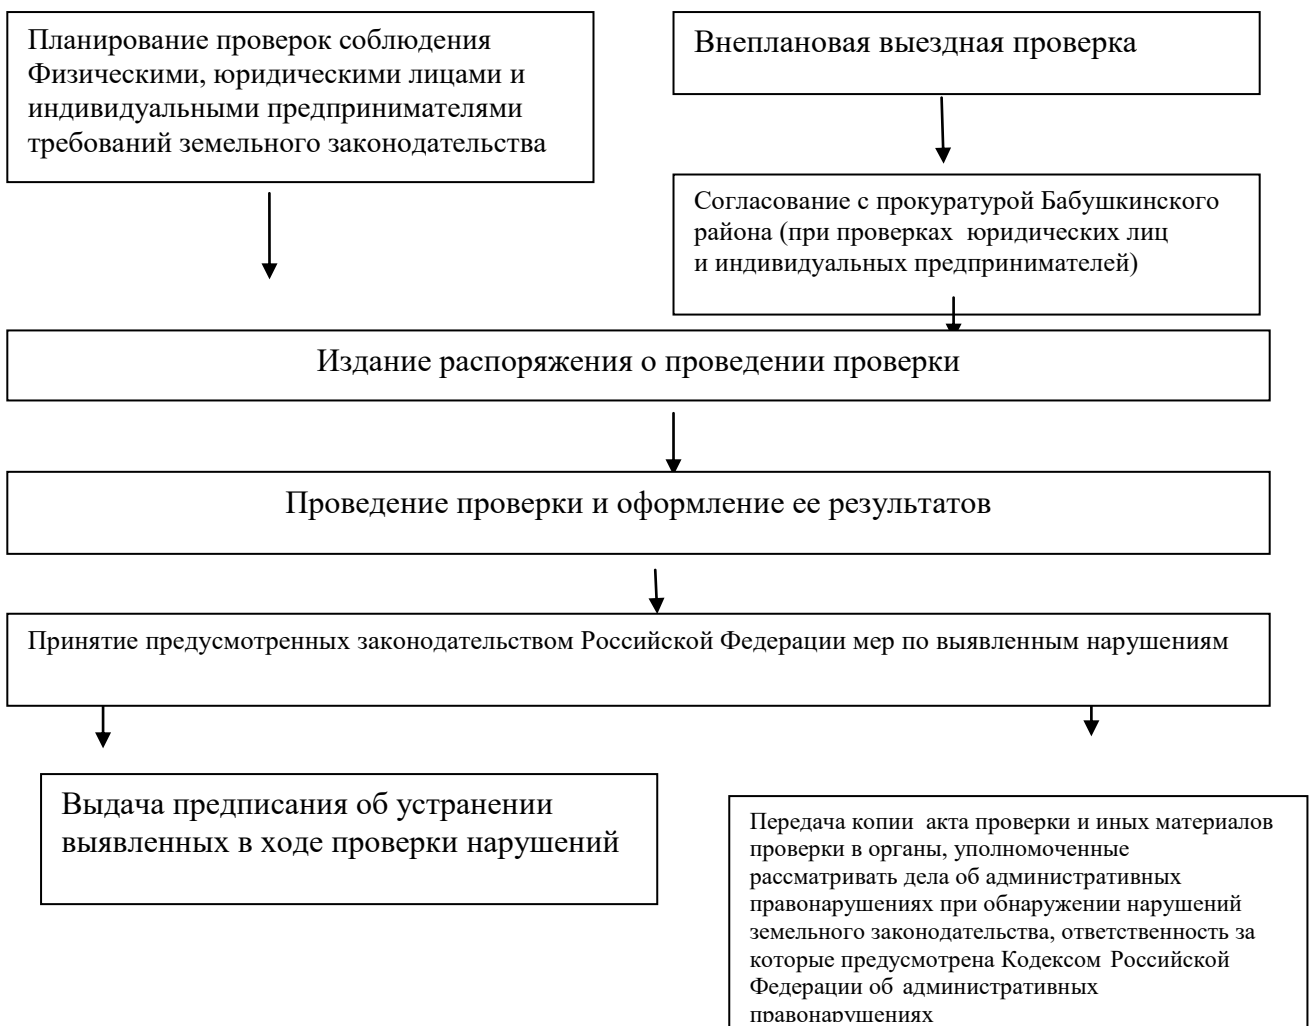 Планирование проверок соблюдения
Физическими, юридическими лицами и
индивидуальными предпринимателями
требований земельного законодательства
Внеплановая выездная проверка
Согласование с прокуратурой Бабушкинского
района (при проверках юридических лиц
и индивидуальных предпринимателей)
Издание распоряжения о проведении проверки
Проведение проверки и оформление ее результатов
Принятие предусмотренных законодательством Российской Федерации мер по выявленным нарушениям
Выдача предписания об устранении
выявленных в ходе проверки нарушений
Передача копии акта проверки и иных материалов
проверки в органы, уполномоченные
рассматривать дела об административных
правонарушениях при обнаружении нарушений
земельного законодательства, ответственность за
которые предусмотрена Кодексом Российской
Федерации об административных
правонарушениях